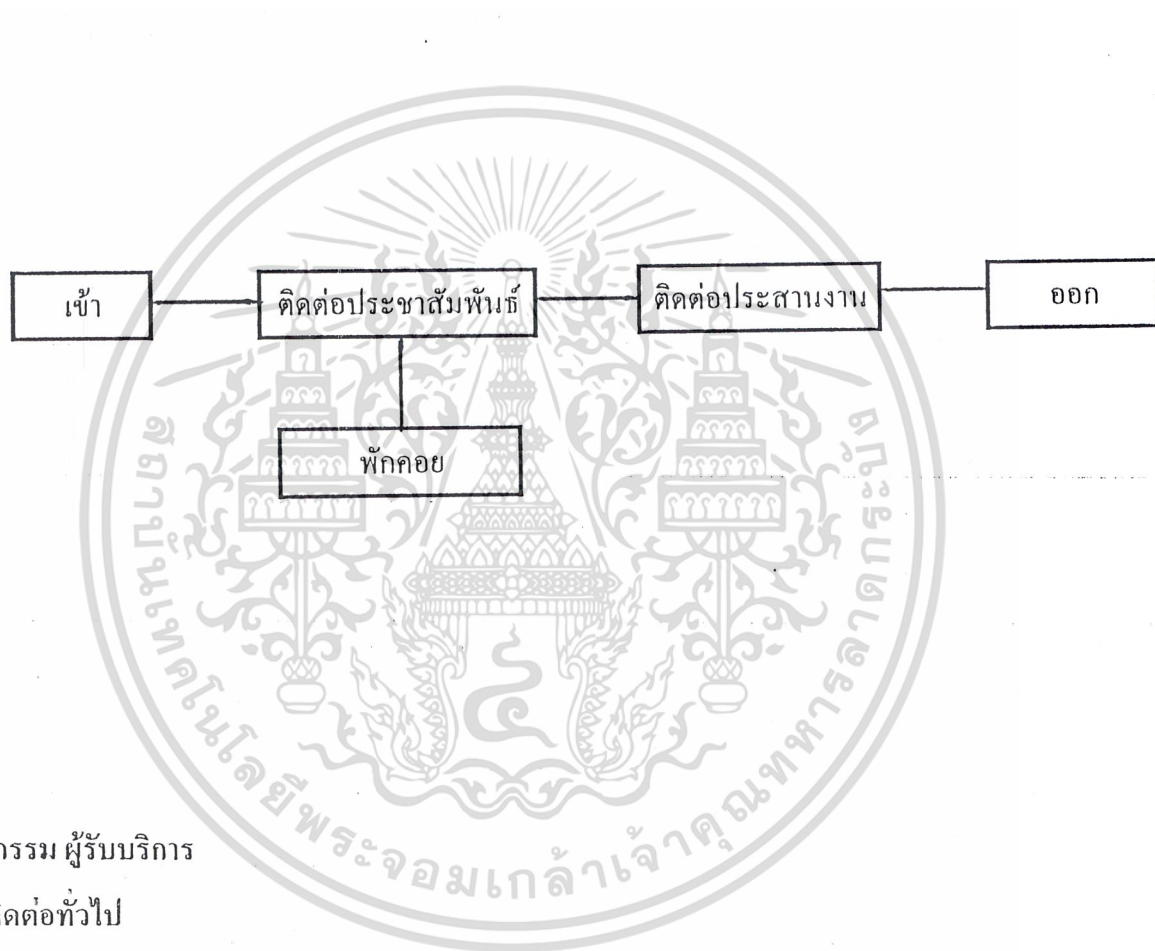 เข้า ติดต่อประชาสัมพันธ์ ติดต่อประสานงาน ออก
พักคอย
สถาบันเทคโนโลยีพระจอมเกล้าเจ้าคุณทหารลาดกระบัง
กรรม ผู้รับบริการ
ติดต่อทั่วไป